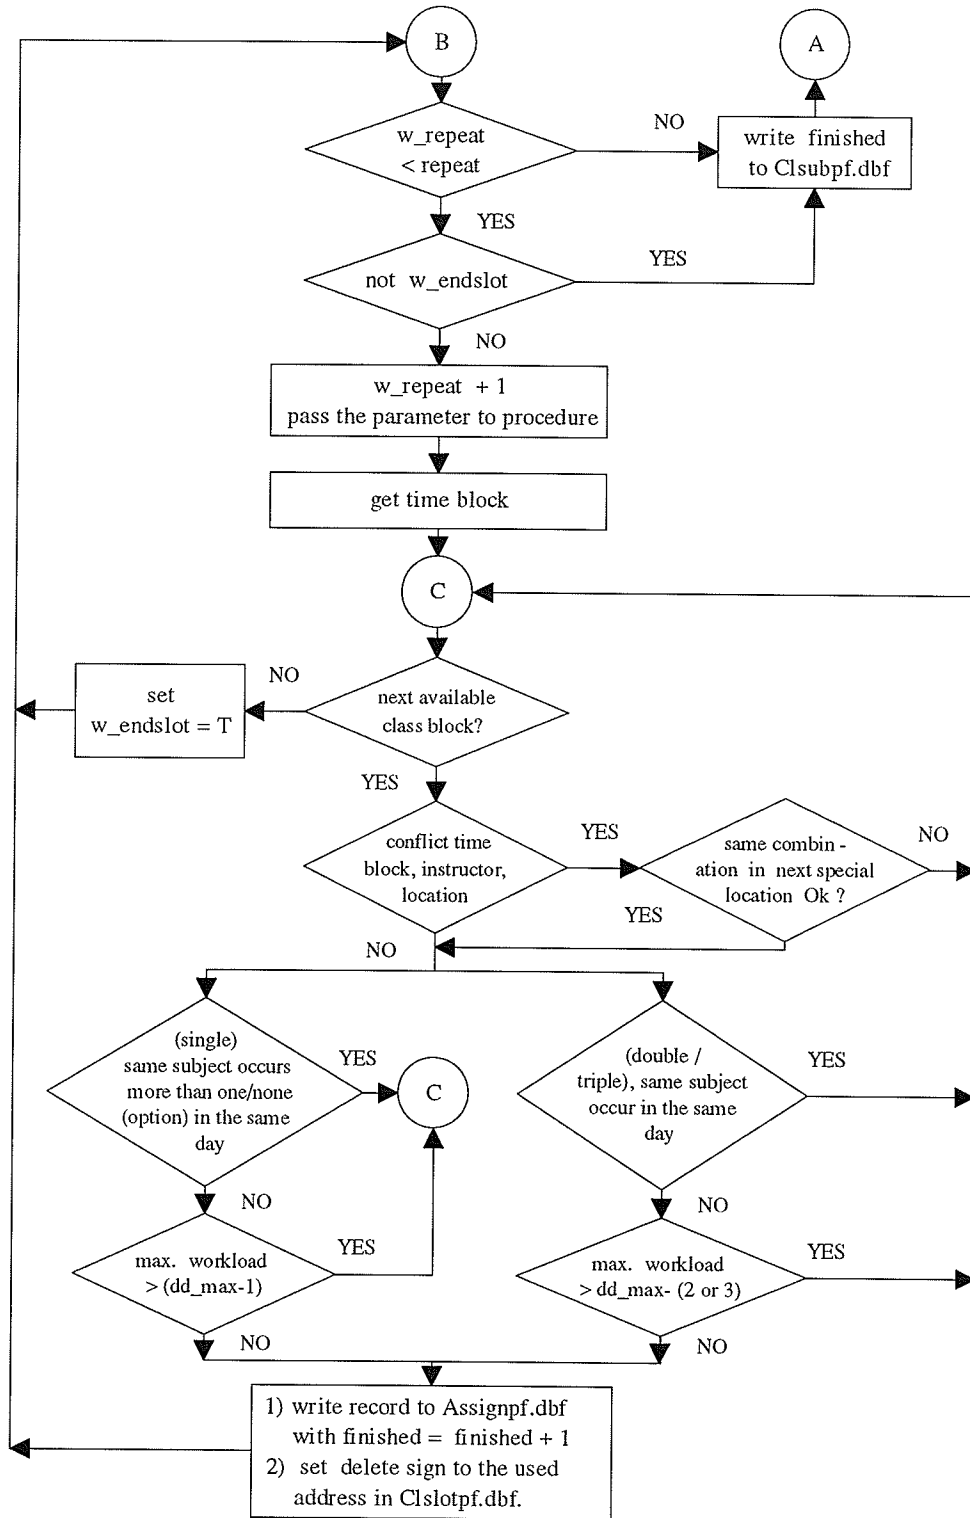 B
A
w_repeat
< repeat
NO
write finished
to Clsubpf.dbf
YES
not w_endslot
YES
NO
w_repeat + 1
pass the parameter to procedure
get time block
C
next available
class block?
NO
set
w_endslot = T
YES
conflict time
block, instructor,
location
YES
same combin -
ation in next special
location Ok ?
NO
YES
NO
(single)
same subject occurs
more than one/none
(option) in the same
day
YES
C
(double /
triple), same subject
occur in the same
day
YES
NO
NO
max. workload
> (dd_max-1)
YES
max. workload
> dd_max- (2 or 3)
YES
NO
NO
1) write record to Assignpf.dbf
with finished = finished + 1
2) set delete sign to the used
address in Clslotpf.dbf.